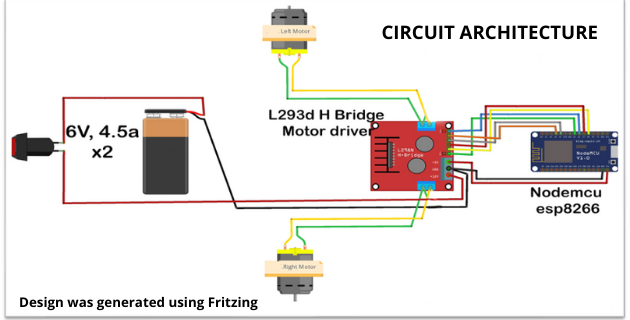 CIRCUIT ARCHITECTURE
Left Motor
L293d H Bridge
Motor driver
6V, 4.5a
x2
L298N
H-Bridge
NodeMCU
V1.0
Nodemcu
esp8266
Right Motor
Design was generated using Fritzing